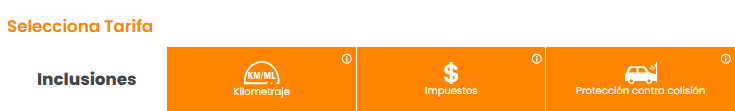 Selecciona Tarifa
Inclusiones
KM/ML
Kilometraje
$
Impuestos
Protección contra colisión